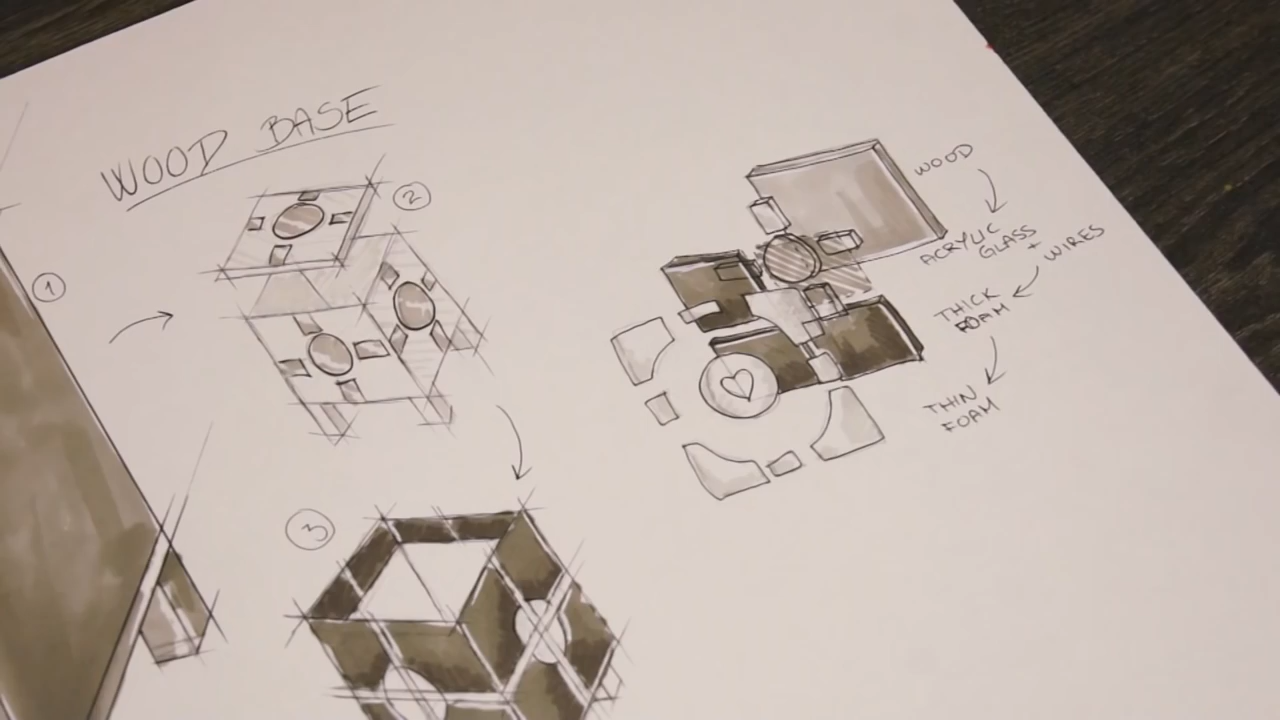 WOOD BASE
1
2
3
WOOD
ACRYLIC
GLASS
+
WIRES
THICK
FOAM
THIN
FOAM